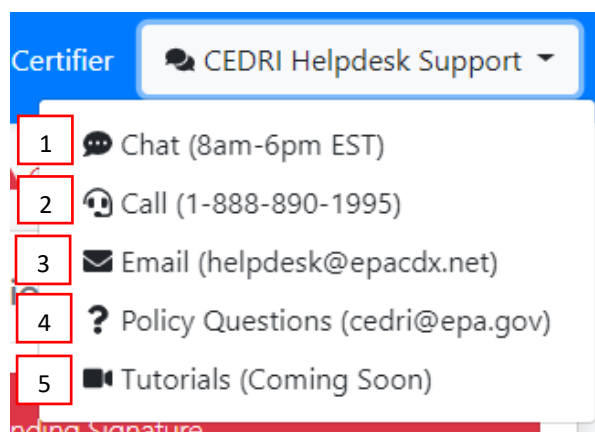 Certifier CEDRI Helpdesk Support
1 Chat (8am-6pm EST)
2 Call (1-888-890-1995)
3 Email (helpdesk@epacdx.net)
4 Policy Questions (cedri@epa.gov)
5 Tutorials (Coming Soon)
Signature